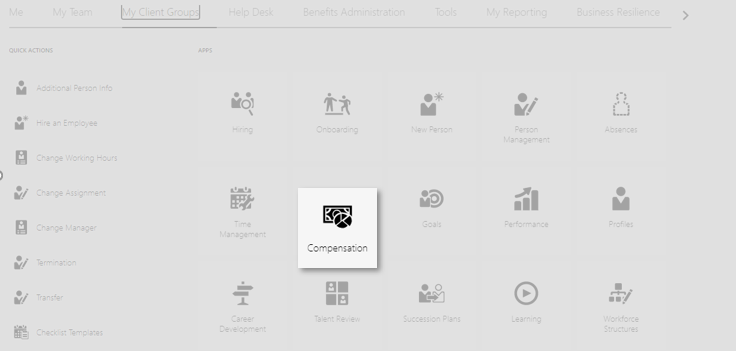 Me My Team My Client Groups Help Desk Benefits Administration Tools My Reporting Business Resilience
QUICK ACTIONS
APPS
Additional Person Info
Hire an Employee
Change Working Hours
Change Assignment
Change Manager
Termination
Transfer
Checklist Templates
Hiring
Onboarding
New Person
Person
Management
Absences
Time
Management
Compensation
Goals
Performance
Profiles
Career
Development
Talent Review
Succession Plans
Learning
Workforce
Structures